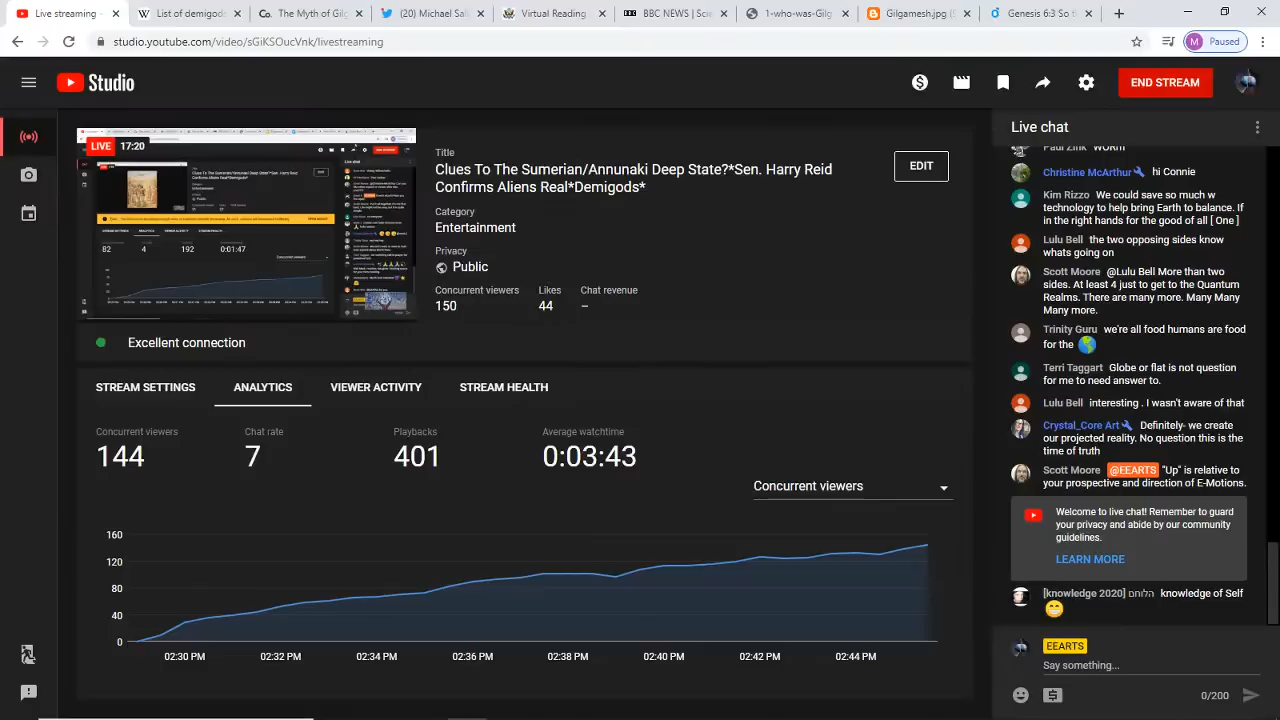 Live streaming -
List of demigods
The Myth of Gilg
(20) Michael Sall
Virtual Reading
BBC NEWS | Sci
1-who-was-Gilg
Gilgamesh.jpg (
Genesis 6:3 So th
studio.youtube.com/video/sGiKSOucVnk/livestreaming
M Paused
Studio
END STREAM
LIVE 17:20
Title
Clues To The Sumerian/Annunaki Deep State?*Sen. Harry Reid
Confirms Aliens Are*Demigods*
EDIT
Category
Entertainment
Privacy
Public
Concurrent viewers Likes Chat revenue
150 44 –
Excellent connection
STREAM SETTINGS ANALYTICS VIEWER ACTIVITY STREAM HEALTH
Concurrent viewers Chat rate Playbacks Average watchtime
144 7 401 0:03:43
Concurrent viewers
160
120
80
40
0
02:30 PM 02:32 PM 02:34 PM 02:36 PM 02:38 PM 02:40 PM 02:42 PM 02:44 PM
Live chat
Paul Zink WORM
Christine McArthur hi Connie
Kim Rizzo we could serve so much w
technology to help bring Earth to balance. If
in right hands for the good of all [ One]
Lulu Bell the two opposing sides know
who is upon her
Scott Moore @Lulu Bell More than two
sides. At least 4 just to get to the Quantum
Realms. Then there many more. Many Many
Many more.
Trinity Guru we're all food humans are food
for the
Terri Taggart Globe or flat is not question
for me to need answer to.
Lulu Bell interesting . I wasn't aware of that
Crystal_Core Art Definitely- we create
our projected reality. No question this is the
time of truth
Scott Moore @EEARTS "Up" is relative to
your prospective and direction of E-Motions.
Welcome to live chat! Remember to guard
your privacy and abide by our community
guidelines.
LEARN MORE
[knowledge 2020] knowledge of Self
EEARTS
Say something...
0/200